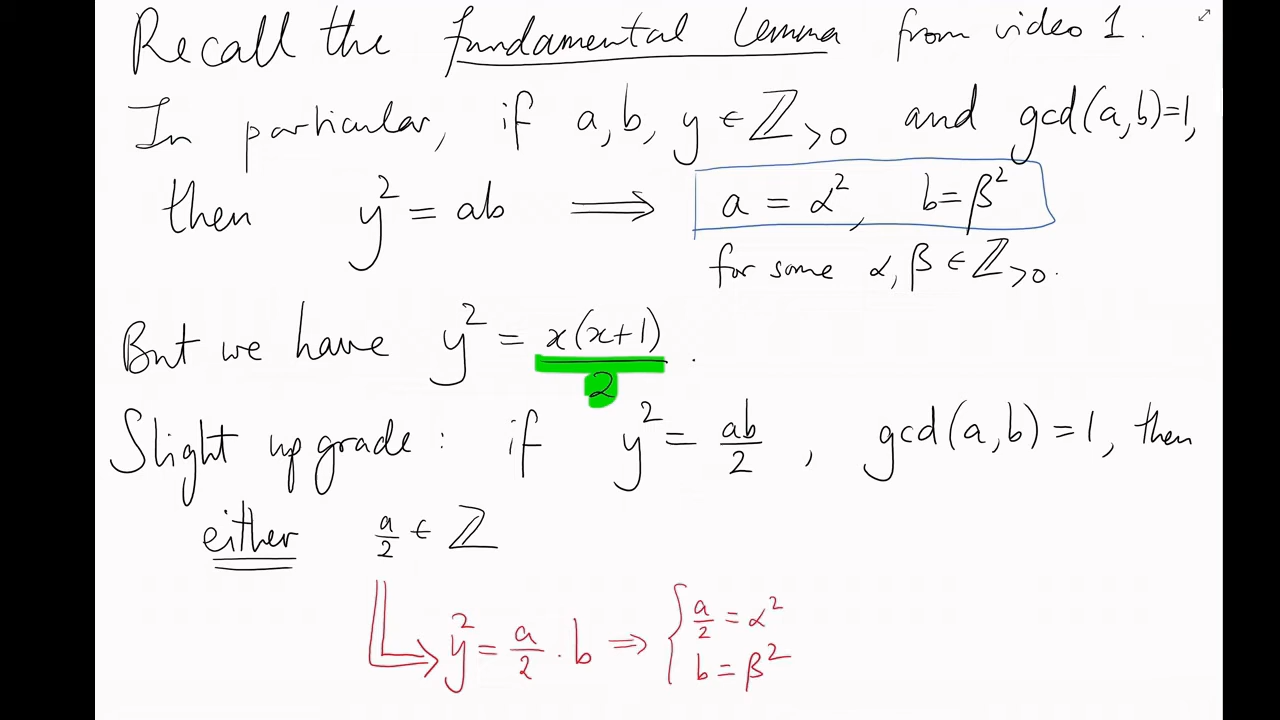 Recall the fundamental Lemma from video 1.
In particular, if a, b, y ∈ ℤ>0 and gcd(a,b)=1,
then y² = ab ⟹ a = α², b = β²
for some α, β ∈ ℤ>0.
But we have y² = x(x+1)/2 .
Slight upgrade : if y² = ab/2 , gcd(a,b) = 1, then
either a/2 ∈ ℤ
y² = a/2 . b ⟹ { a/2 = α²
b = β²